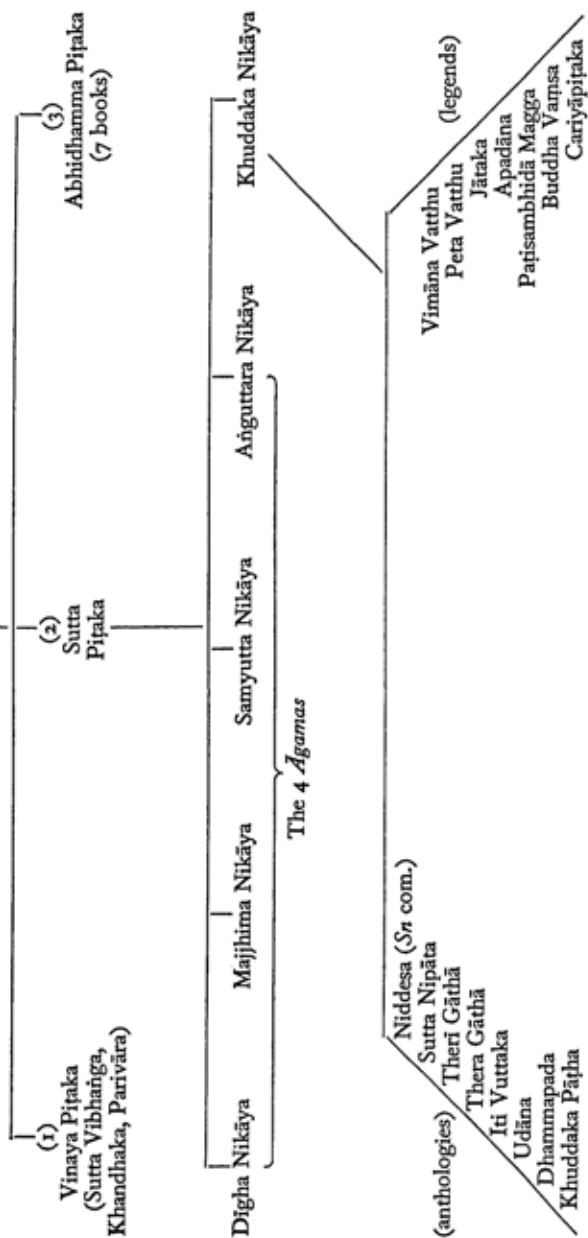 (1)
Vinaya Piṭaka
(Sutta Vibhaṅga,
Khandhaka, Parivāra)
(2)
Sutta
Piṭaka
(3)
Abhidhamma Piṭaka
(7 books)
Dīgha Nikāya
Majjhima Nikāya
Samyutta Nikāya
Aṅguttara Nikāya
Khuddaka Nikāya
The 4 Āgamas
(anthologies)
Niddesa (Sn com.)
Sutta Nipāta
Therī Gāthā
Thera Gāthā
Iti Vuttaka
Udāna
Dhammapada
Khuddaka Pāṭha
(legends)
Vimāna Vatthu
Peta Vatthu
Jātaka
Apadāna
Paṭisambhidā Magga
Buddha Vaṃsa
Cariyāpiṭaka